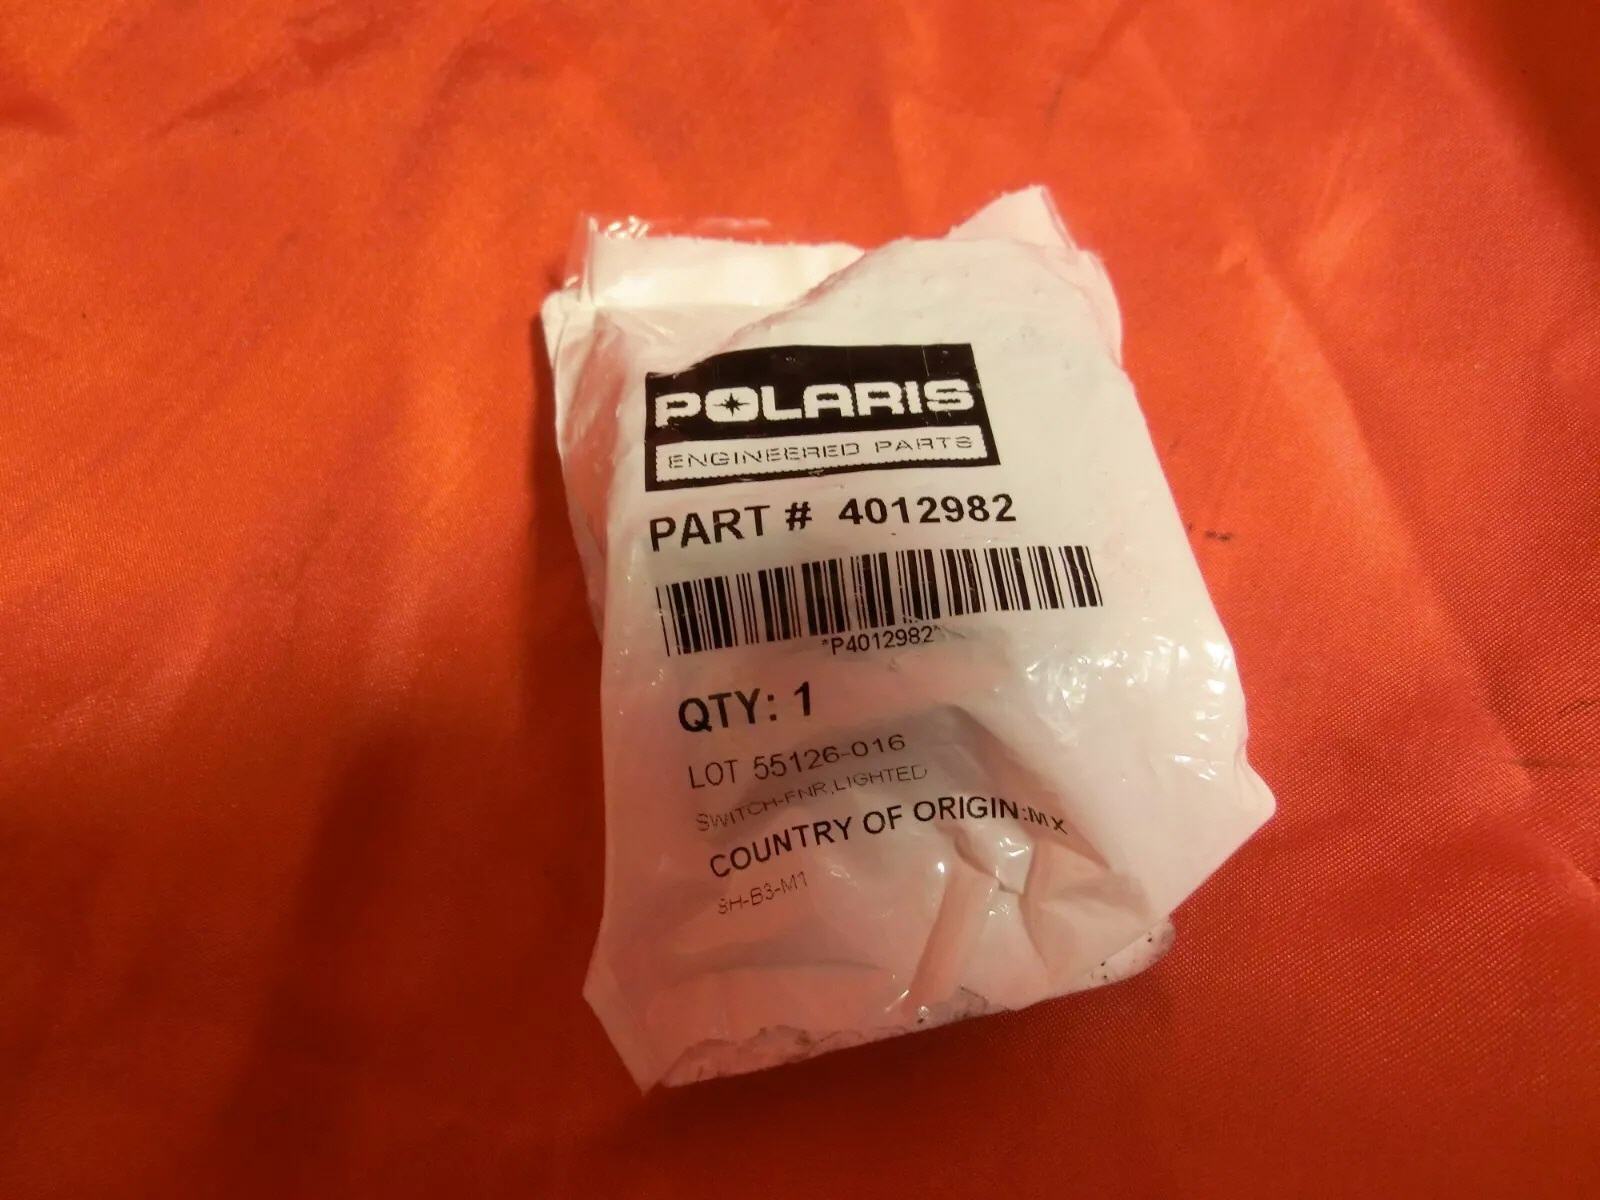 POLARIS
ENGINEERED PARTS
PART # 4012982
*P4012982*
QTY: 1
LOT 55126-016
SWITCH-FNR,LIGHTED
COUNTRY OF ORIGIN:MX
SH-B3-M1